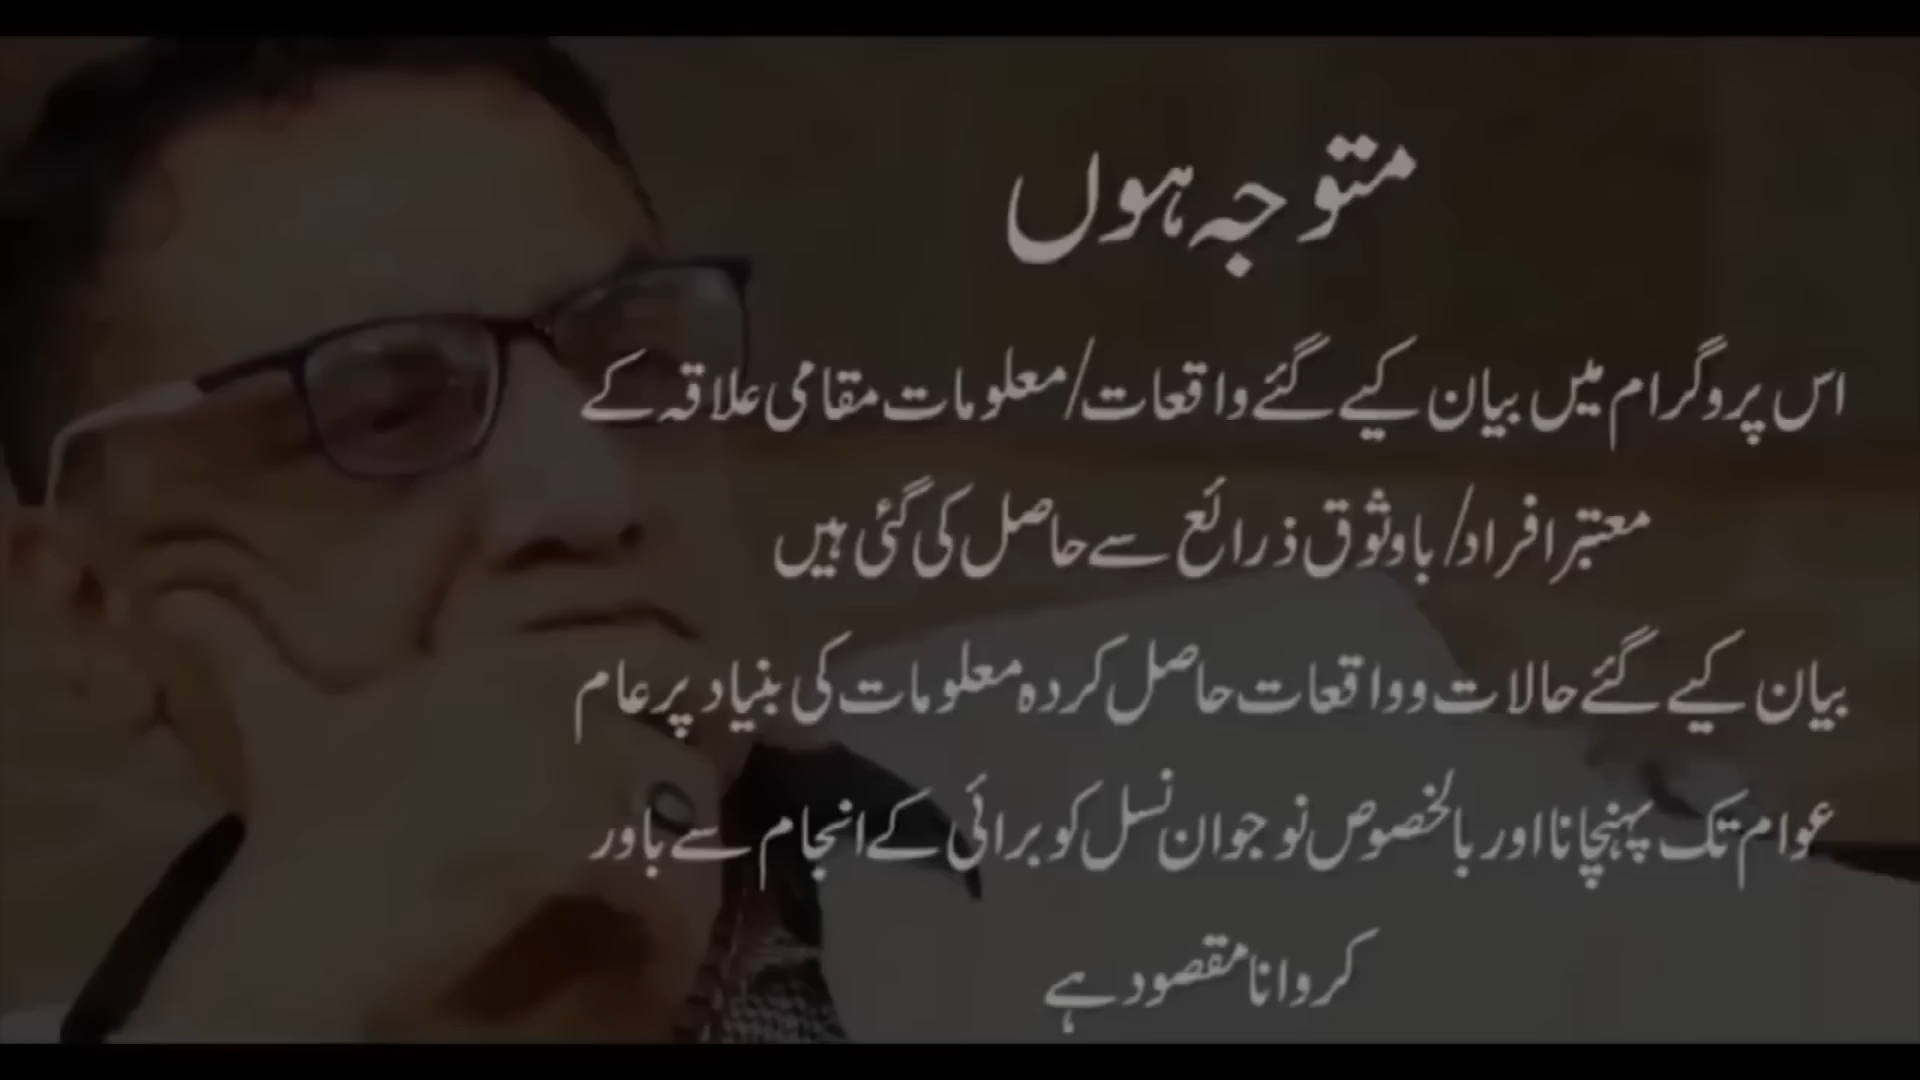 متوجہ ہوں
اس پروگرام میں بیان کیے گئے واقعات/معلومات مقامی علاقہ کے
معتبر افراد/باوثوق ذرائع سے حاصل کی گئی ہیں
بیان کیے گئے حالات و واقعات حاصل کردہ معلومات کی بنیاد پر عام
عوام تک پہنچانا اور بالخصوص نوجوان نسل کو برائی کے انجام سے باور
کروانا مقصود ہے